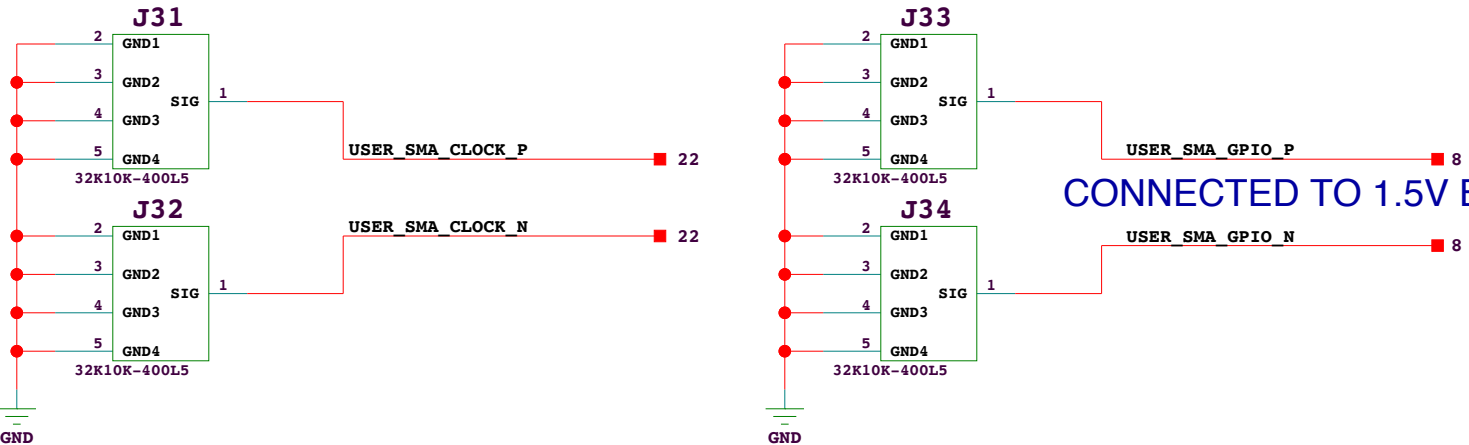 J31
2 GND1
3 GND2
SIG 1
4 GND3
5 GND4
32K10K-400L5
USER_SMA_CLOCK_P 22
J32
2 GND1
3 GND2
SIG 1
4 GND3
5 GND4
32K10K-400L5
USER_SMA_CLOCK_N 22
GND
J33
2 GND1
3 GND2
SIG 1
4 GND3
5 GND4
32K10K-400L5
USER_SMA_GPIO_P 8
CONNECTED TO 1.5V
J34
2 GND1
3 GND2
SIG 1
4 GND3
5 GND4
32K10K-400L5
USER_SMA_GPIO_N 8
GND